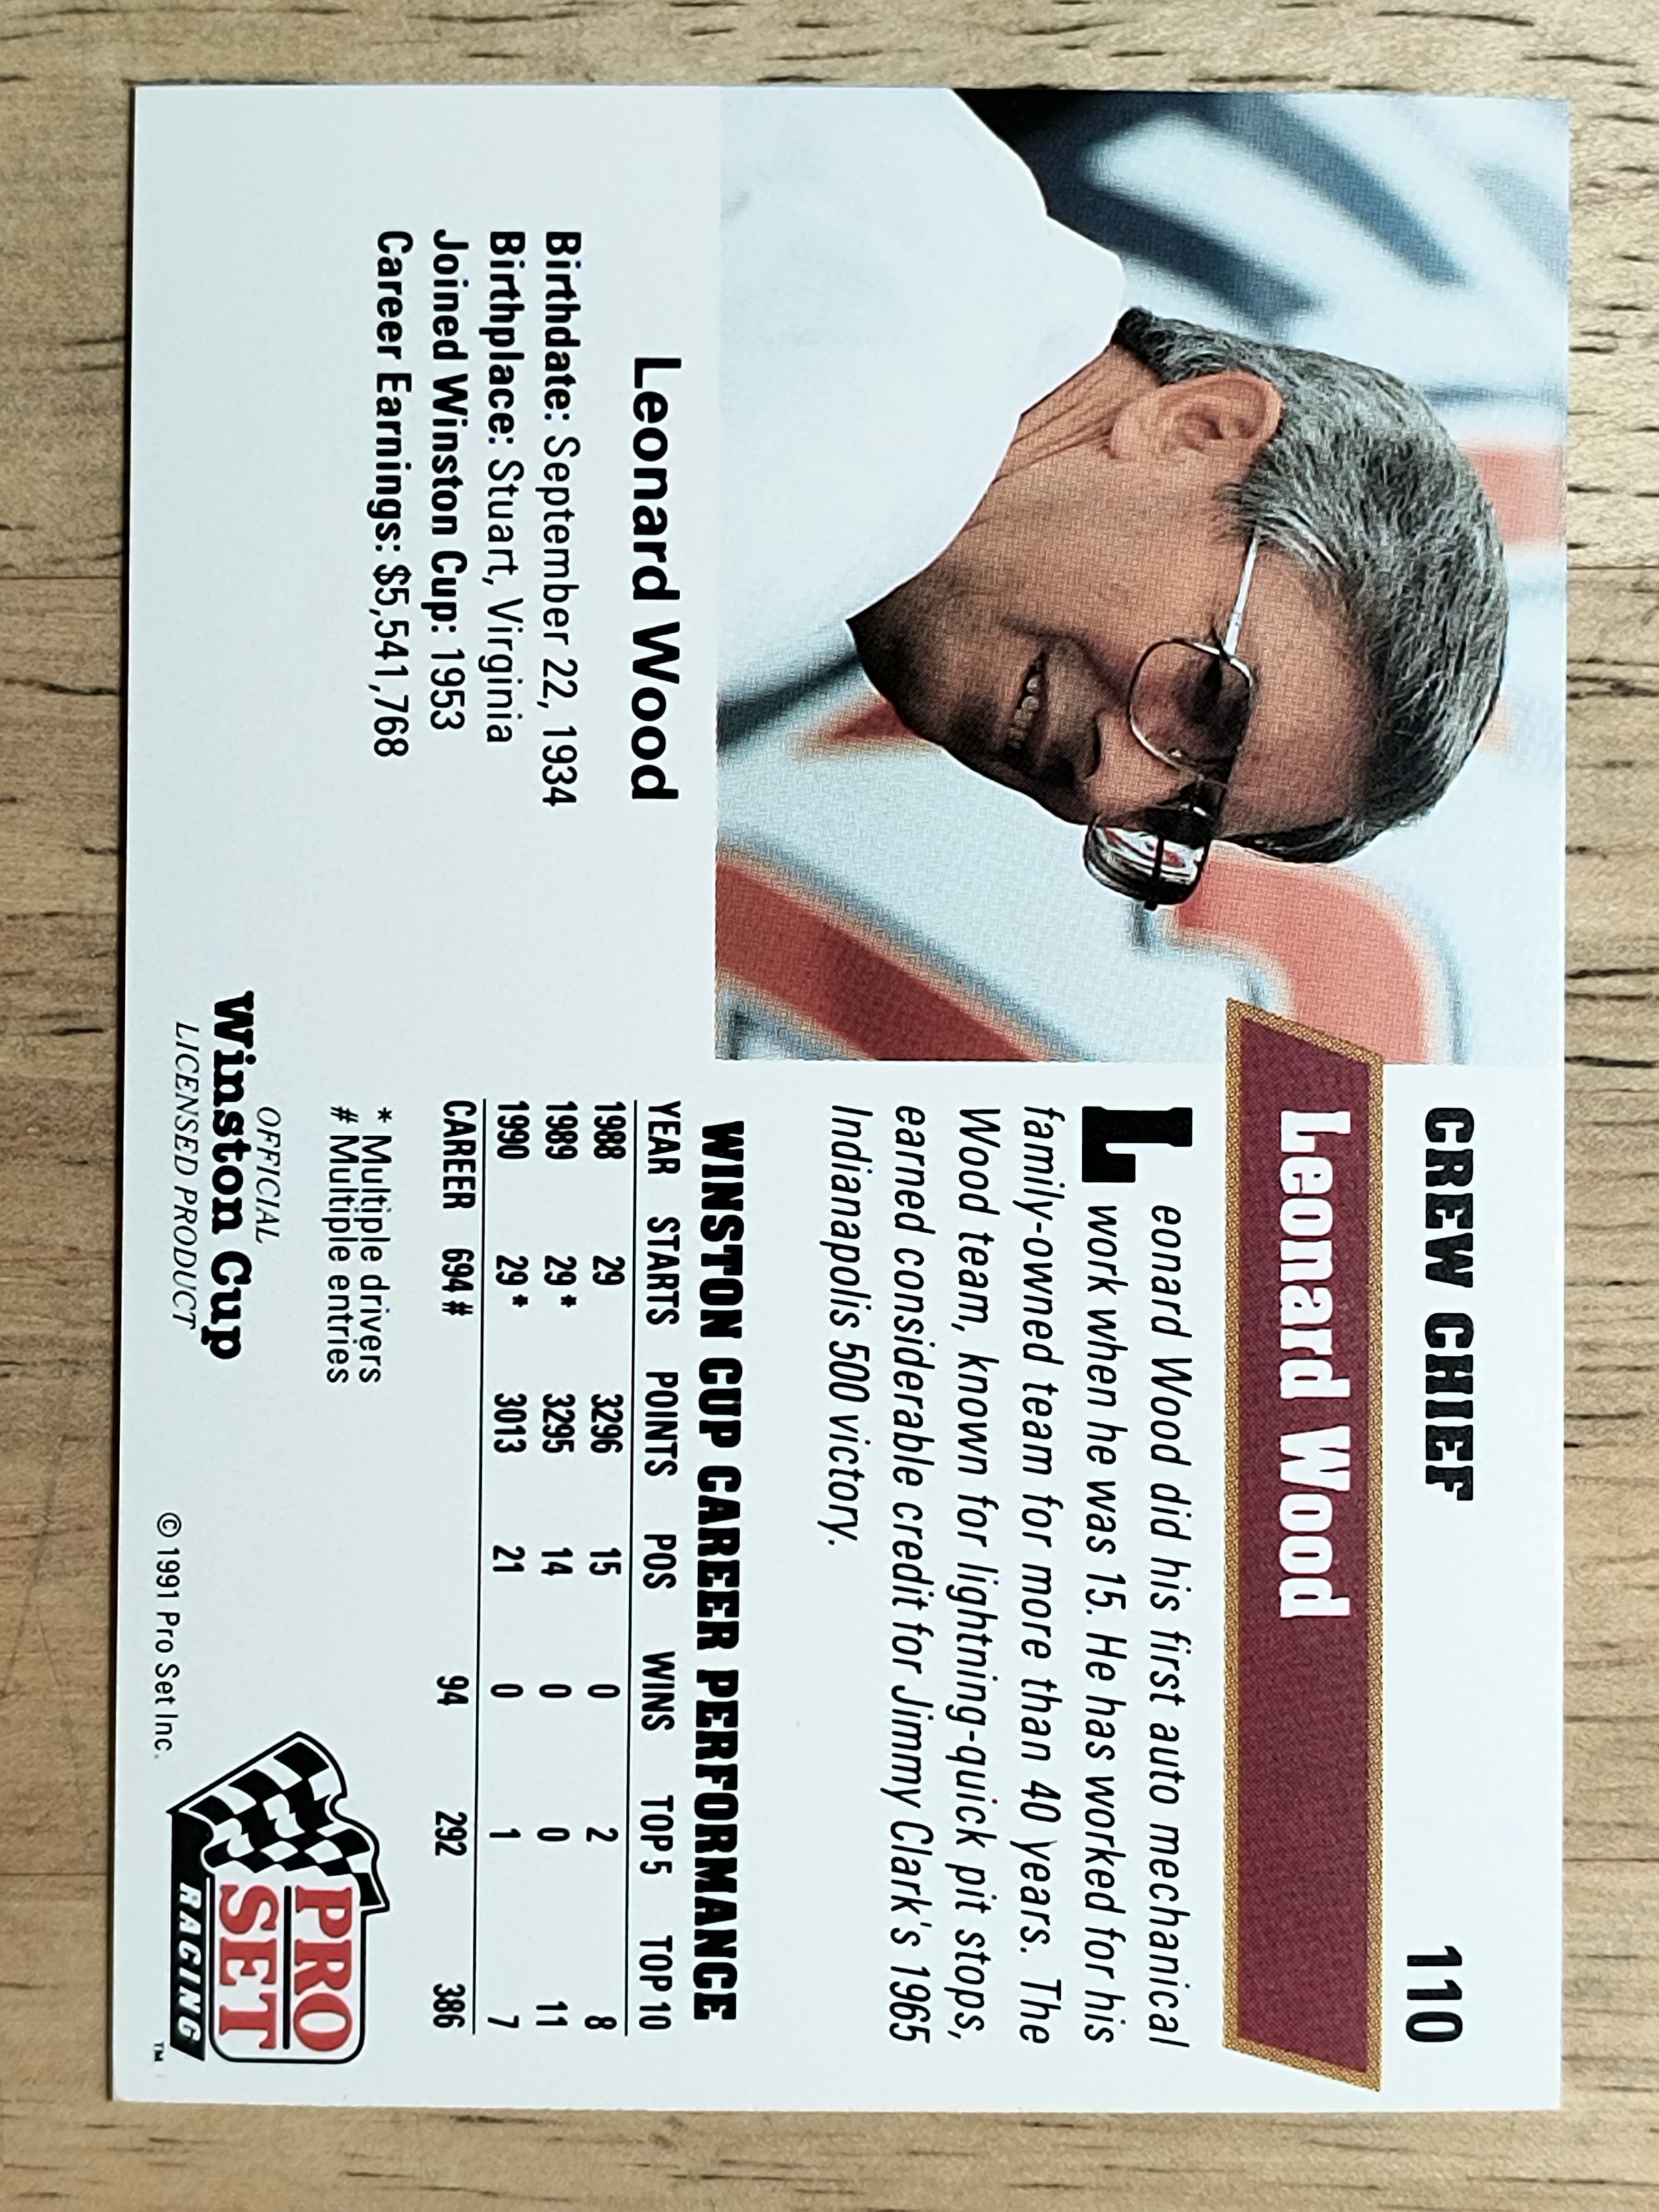 CREW CHIEF 110
Leonard Wood
Leonard Wood did his first auto mechanical
work when he was 15. He has worked for his
family-owned team for more than 40 years. The
Wood team, known for lightning-quick pit stops,
earned considerable credit for Jimmy Clark's 1965
Indianapolis 500 victory.
Leonard Wood
Birthdate: September 22, 1934
Birthplace: Stuart, Virginia
Joined Winston Cup: 1953
Career Earnings: $5,541,768
WINSTON CUP CAREER PERFORMANCE
YEAR STARTS POINTS POS WINS TOP 5 TOP 10
1988 29 3296 15 0 2 8
1989 29* 3295 14 0 0 11
1990 29* 3013 21 0 1 7
CAREER 694# 94 292 386
* Multiple drivers
# Multiple entries
OFFICIAL
Winston Cup
LICENSED PRODUCT
© 1991 Pro Set Inc.
PRO
SET
RACING
TM